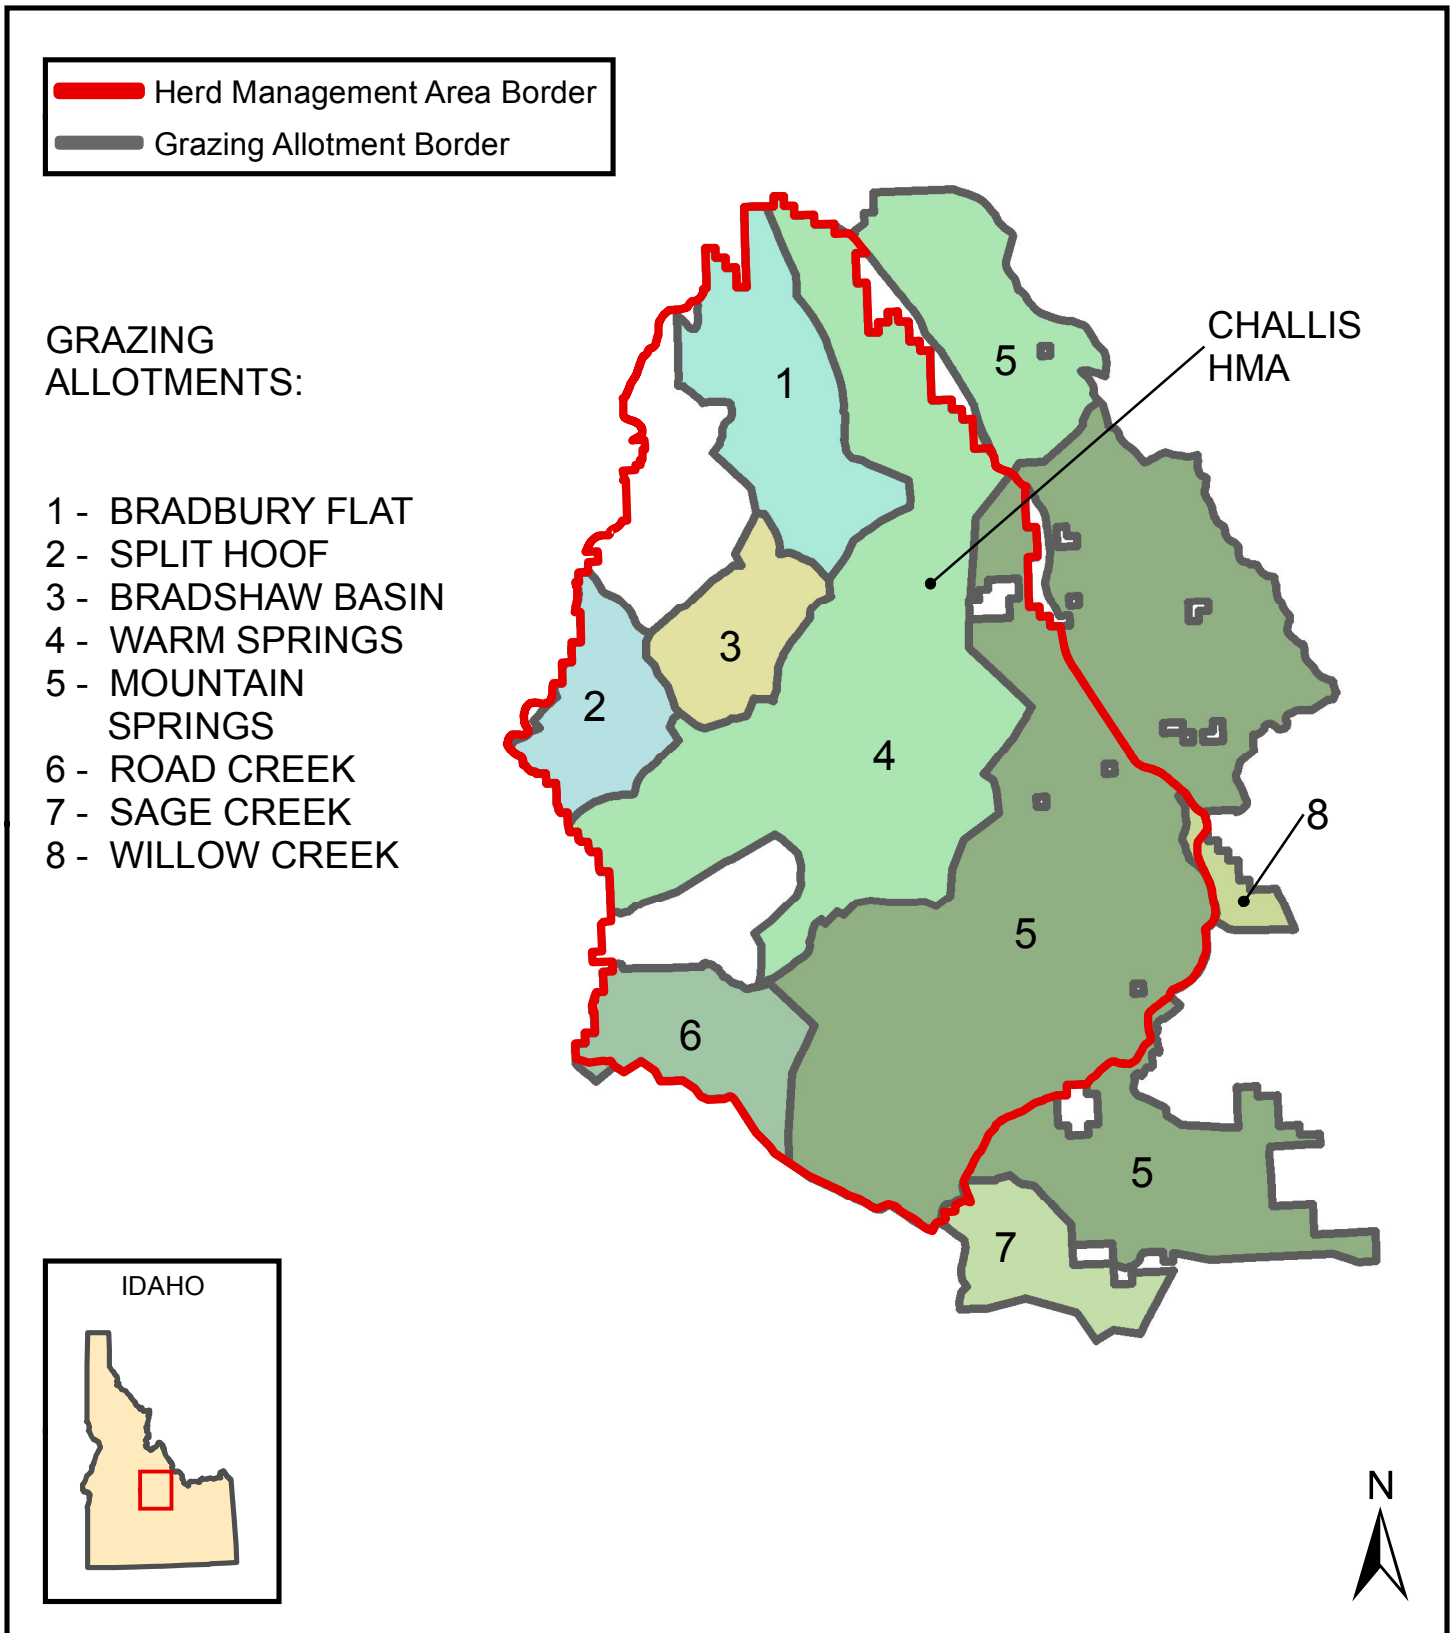 Herd Management Area Border
Grazing Allotment Border
GRAZING
ALLOTMENTS:
1 - BRADBURY FLAT
2 - SPLIT HOOF
3 - BRADSHAW BASIN
4 - WARM SPRINGS
5 - MOUNTAIN
SPRINGS
6 - ROAD CREEK
7 - SAGE CREEK
8 - WILLOW CREEK
CHALLIS
HMA
5
1
3
2
4
8
5
6
5
7
IDAHO
N